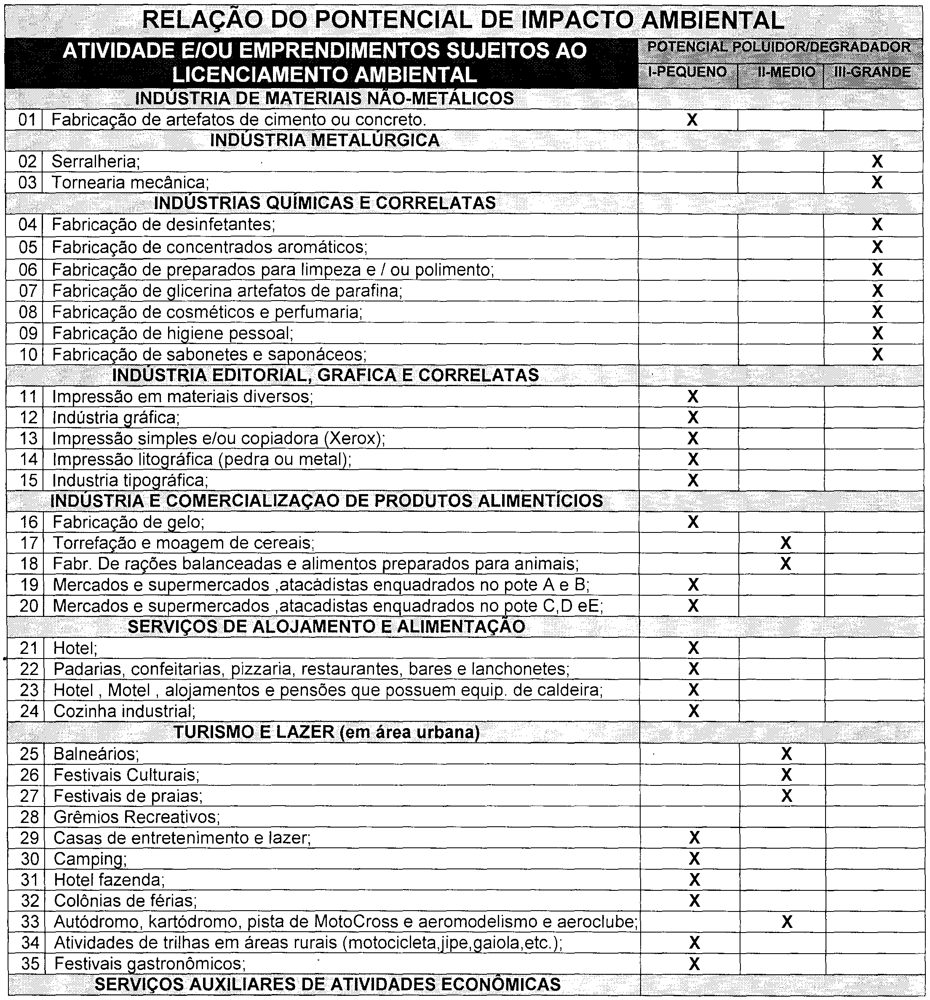 RELAÇÃO DO PONTENCIAL DE IMPACTO AMBIENTAL
ATIVIDADE E/OU EMPRENDIMENTOS SUJEITOS AO
LICENCIAMENTO AMBIENTAL
POTENCIAL POLUIDOR/DEGRADADOR
I-PEQUENO II-MEDIO III-GRANDE
INDÚSTRIA DE MATERIAIS NÃO-METÁLICOS
01 Fabricação de artefatos de cimento ou concreto. X
INDÚSTRIA METALÚRGICA
02 Serralheria; X
03 Tornearia mecânica; X
INDÚSTRIAS QUÍMICAS E CORRELATAS
04 Fabricação de desinfetantes; X
05 Fabricação de concentrados aromáticos; X
06 Fabricação de preparados para limpeza e / ou polimento; X
07 Fabricação de glicerina artefatos de parafina; X
08 Fabricação de cosméticos e perfumaria; X
09 Fabricação de higiene pessoal; X
10 Fabricação de sabonetes e saponáceos; X
INDÚSTRIA EDITORIAL, GRAFICA E CORRELATAS
11 Impressão em materiais diversos; X
12 Indústria gráfica; X
13 Impressão simples e/ou copiadora (Xerox); X
14 Impressão litográfica (pedra ou metal); X
15 Industria tipográfica; X
INDÚSTRIA E COMERCIALIZAÇAO DE PRODUTOS ALIMENTÍCIOS
16 Fabricação de gelo; X
17 Torrefação e moagem de cereais; X
18 Fabr. De rações balanceadas e alimentos preparados para animais; X
19 Mercados e supermercados ,atacadistas enquadrados no pote A e B; X
20 Mercados e supermercados ,atacadistas enquadrados no pote C,D eE; X
SERVIÇOS DE ALOJAMENTO E ALIMENTAÇÃO
21 Hotel; X
22 Padarias, confeitarias, pizzaria, restaurantes, bares e lanchonetes; X
23 Hotel , Motel , alojamentos e pensões que possuem equip. de caldeira; X
24 Cozinha industrial; X
TURISMO E LAZER (em área urbana)
25 Balneários; X
26 Festivais Culturais; X
27 Festivais de praias; X
28 Grêmios Recreativos;
29 Casas de entretenimento e lazer; X
30 Camping; X
31 Hotel fazenda; X
32 Colônias de férias; X
33 Autódromo, kartódromo, pista de MotoCross e aeromodelismo e aeroclube; X
34 Atividades de trilhas em áreas rurais (motocicleta,jipe,gaiola,etc.); X
35 Festivais gastronômicos; X
SERVIÇOS AUXILIARES DE ATIVIDADES ECONÔMICAS